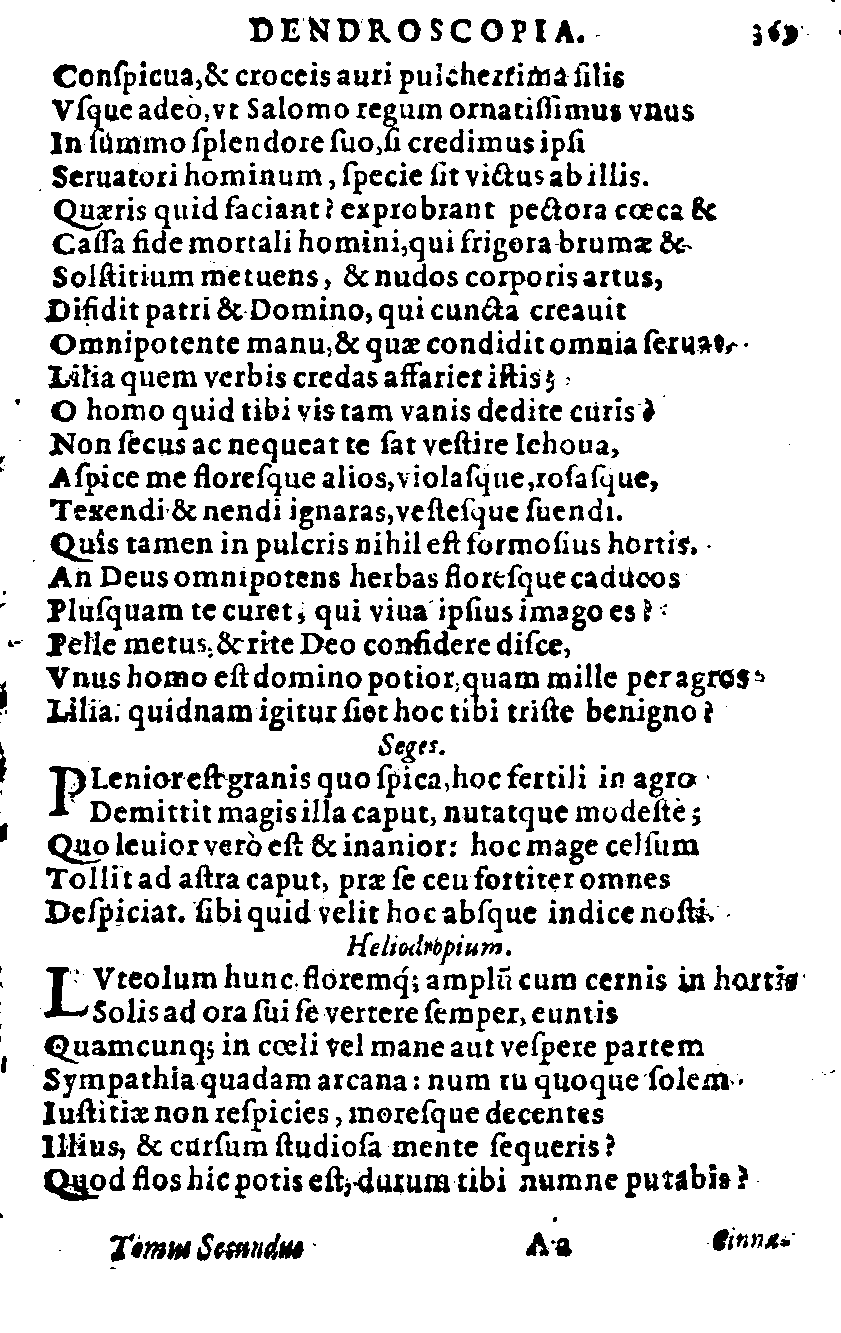 DENDROSCOPIA. 369
Conſpicua,& croceis auri pulcherrima filis
Vſque adeò,vt Salomo regum ornatiſſimus vnus
In ſummo ſplendore ſuo,ſi credimus ipſi
Seruatori hominum, ſpecie ſit victus ab illis.
Quæris quid faciant? exprobrant pectora cœca &
Caſſa fide mortali homini,qui frigora brumæ &
Solſtitium metuens, & nudos corporis artus,
Difidit patri & Domino, qui cuncta creauit
Omnipotente manu,& quæ condidit omnia ſeruat,
Lilia quem verbis credas affarier iſtis;
O homo quid tibi vis tam vanis dedite curis?
Non ſecus ac nequeat te ſat veſtire Iehoua,
Aſpice me floreſque alios,violaſque,roſaſque,
Texendi & nendi ignaras,veſteſque ſuendi.
Quîs tamen in pulcris nihil eſt formoſius hortis.
An Deus omnipotens herbas floreſque caducos
Pluſquam te curet, qui viua ipſius imago es?
Pelle metus,& rite Deo confidere diſce,
Vnus homo eſt domino potior,quam mille per agros
Lilia. quidnam igitur fiet hoc tibi triſte benigno?
Seges.
PLenior eſt granis quo ſpica,hoc fertili in agro
Demittit magis illa caput, nutatque modeſtè;
Quo leuior verò eſt & inanior: hoc mage celſum
Tollit ad aſtra caput, præ ſe ceu fortiter omnes
Deſpiciat. ſibi quid velit hoc abſque indice noſti.
Heliotropium.
LVteolum hunc floremq́; amplũ cum cernis in hortis
Solis ad ora ſui ſe vertere ſemper, euntis
Quamcunq; in cœli vel mane aut veſpere partem
Sympathia quadam arcana: num tu quoque ſolem
Iuſtitiæ non reſpicies, moreſque decentes
Illius, & curſum ſtudioſa mente ſequeris?
Quod flos hic potis eſt, durum tibi numne putabis?
Tomus Secundus Aa Cinna-